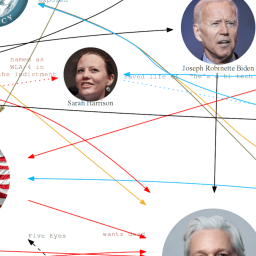 named as
WLA-4 in
the indictment
saved life of
"he's a hi tech
Joseph Robinette Biden
Sarah Harrison
Five Eyes
wants dead